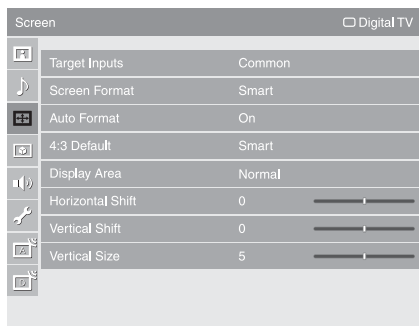 Screen Digital TV
Target Inputs Common
Screen Format Smart
Auto Format On
4:3 Default Smart
Display Area Normal
Horizontal Shift 0
Vertical Shift 0
Vertical Size 5
A
D